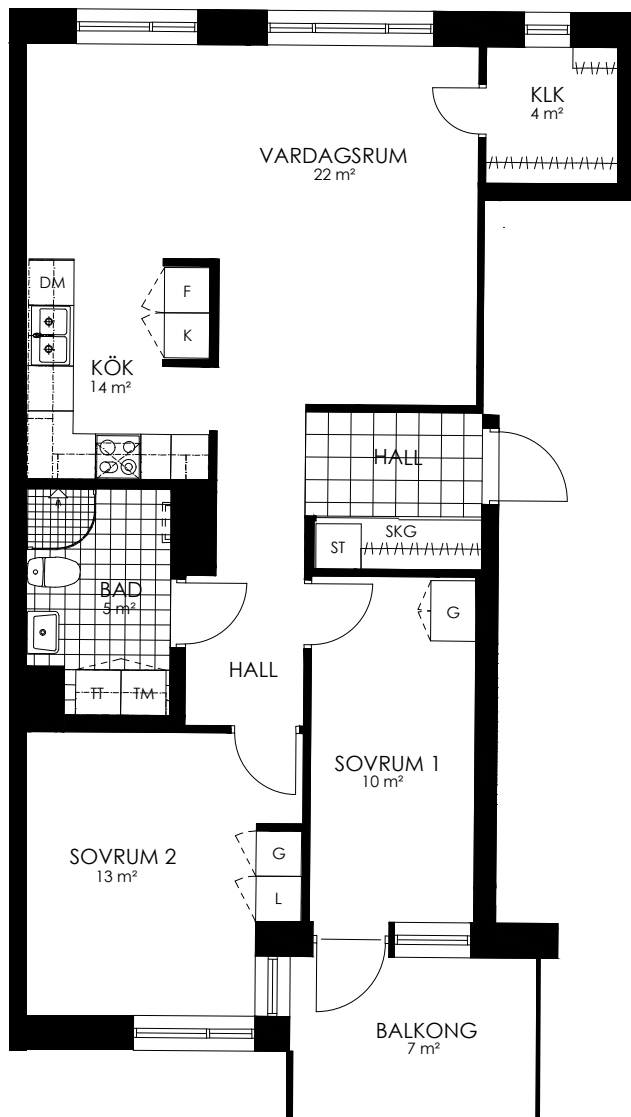 KLK
4 m²
VARDAGSRUM
22 m²
DM
F
K
KÖK
14 m²
HALL
SKG
ST
BAD
5 m²
G
HALL
TT
TM
SOVRUM 1
10 m²
SOVRUM 2
13 m²
G
L
BALKONG
7 m²